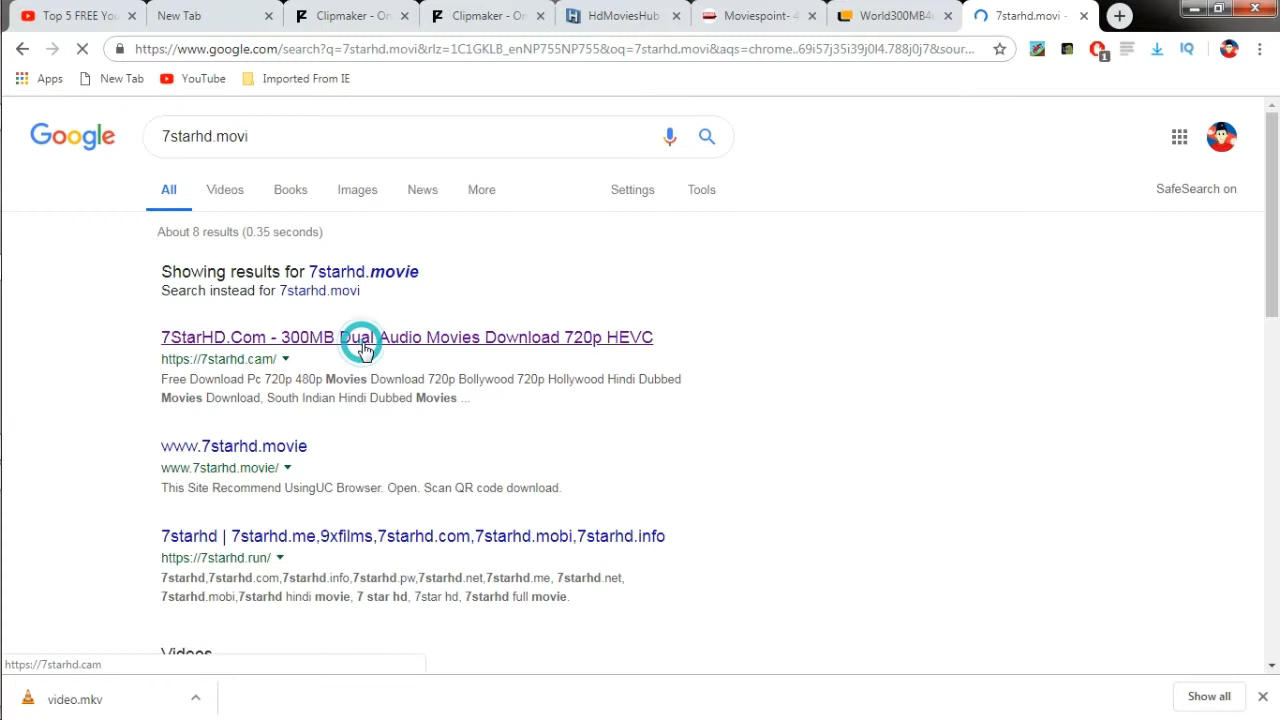 Top 5 FREE You
New Tab
Clipmaker - On
Clipmaker - On
HdMoviesHub
Moviespoint- 4
World300MB4
7starhd.movi -
https://www.google.com/search?q=7starhd.movi&rlz=1C1GKLB_enNP755NP755&oq=7starhd.movi&aqs=chrome..69i57j35i39j0l4.788j0j7&sour...
1
IQ
Apps
New Tab
YouTube
Imported From IE
Google
7starhd.movi
All
Videos
Books
Images
News
More
Settings
Tools
SafeSearch on
About 8 results (0.35 seconds)
Showing results for 7starhd.movie
Search instead for 7starhd.movi
7StarHD.Com - 300MB Dual Audio Movies Download 720p HEVC
https://7starhd.cam/
Free Download Pc 720p 480p Movies Download 720p Bollywood 720p Hollywood Hindi Dubbed
Movies Download, South Indian Hindi Dubbed Movies ...
www.7starhd.movie
www.7starhd.movie/
This Site Recommend UsingUC Browser. Open. Scan QR code download.
7starhd | 7starhd.me,9xfilms,7starhd.com,7starhd.mobi,7starhd.info
https://7starhd.run/
7starhd,7starhd.com,7starhd.info,7starhd.pw,7starhd.net,7starhd.me, 7starhd.net,
7starhd.mobi,7starhd hindi movie, 7 star hd, 7star hd, 7starhd full movie.
Videos
https://7starhd.cam
video.mkv
Show all